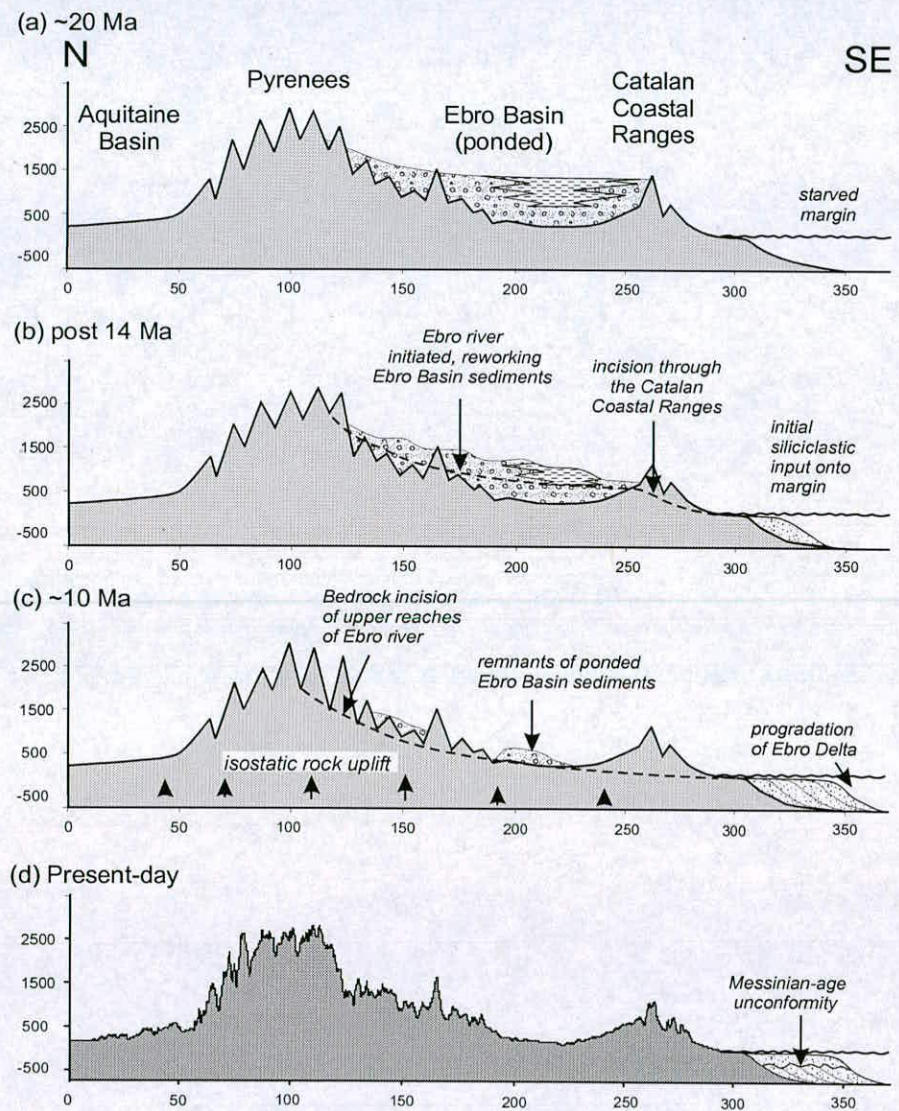 (a) ~20 Ma
N
SE
Pyrenees
Aquitaine
Basin
Ebro Basin
(ponded)
Catalan
Coastal
Ranges
starved
margin
2500
1500
500
-500
0 50 100 150 200 250 300 350
(b) post 14 Ma
Ebro river
initiated, reworking
Ebro Basin sediments
incision through
the Catalan
Coastal Ranges
initial
siliciclastic
input onto
margin
2500
1500
500
-500
0 50 100 150 200 250 300 350
(c) ~10 Ma
Bedrock incision
of upper reaches
of Ebro river
remnants of ponded
Ebro Basin sediments
progradation
of Ebro Delta
isostatic rock uplift
2500
1500
500
-500
0 50 100 150 200 250 300 350
(d) Present-day
Messinian-age
unconformity
2500
1500
500
-500
0 50 100 150 200 250 300 350